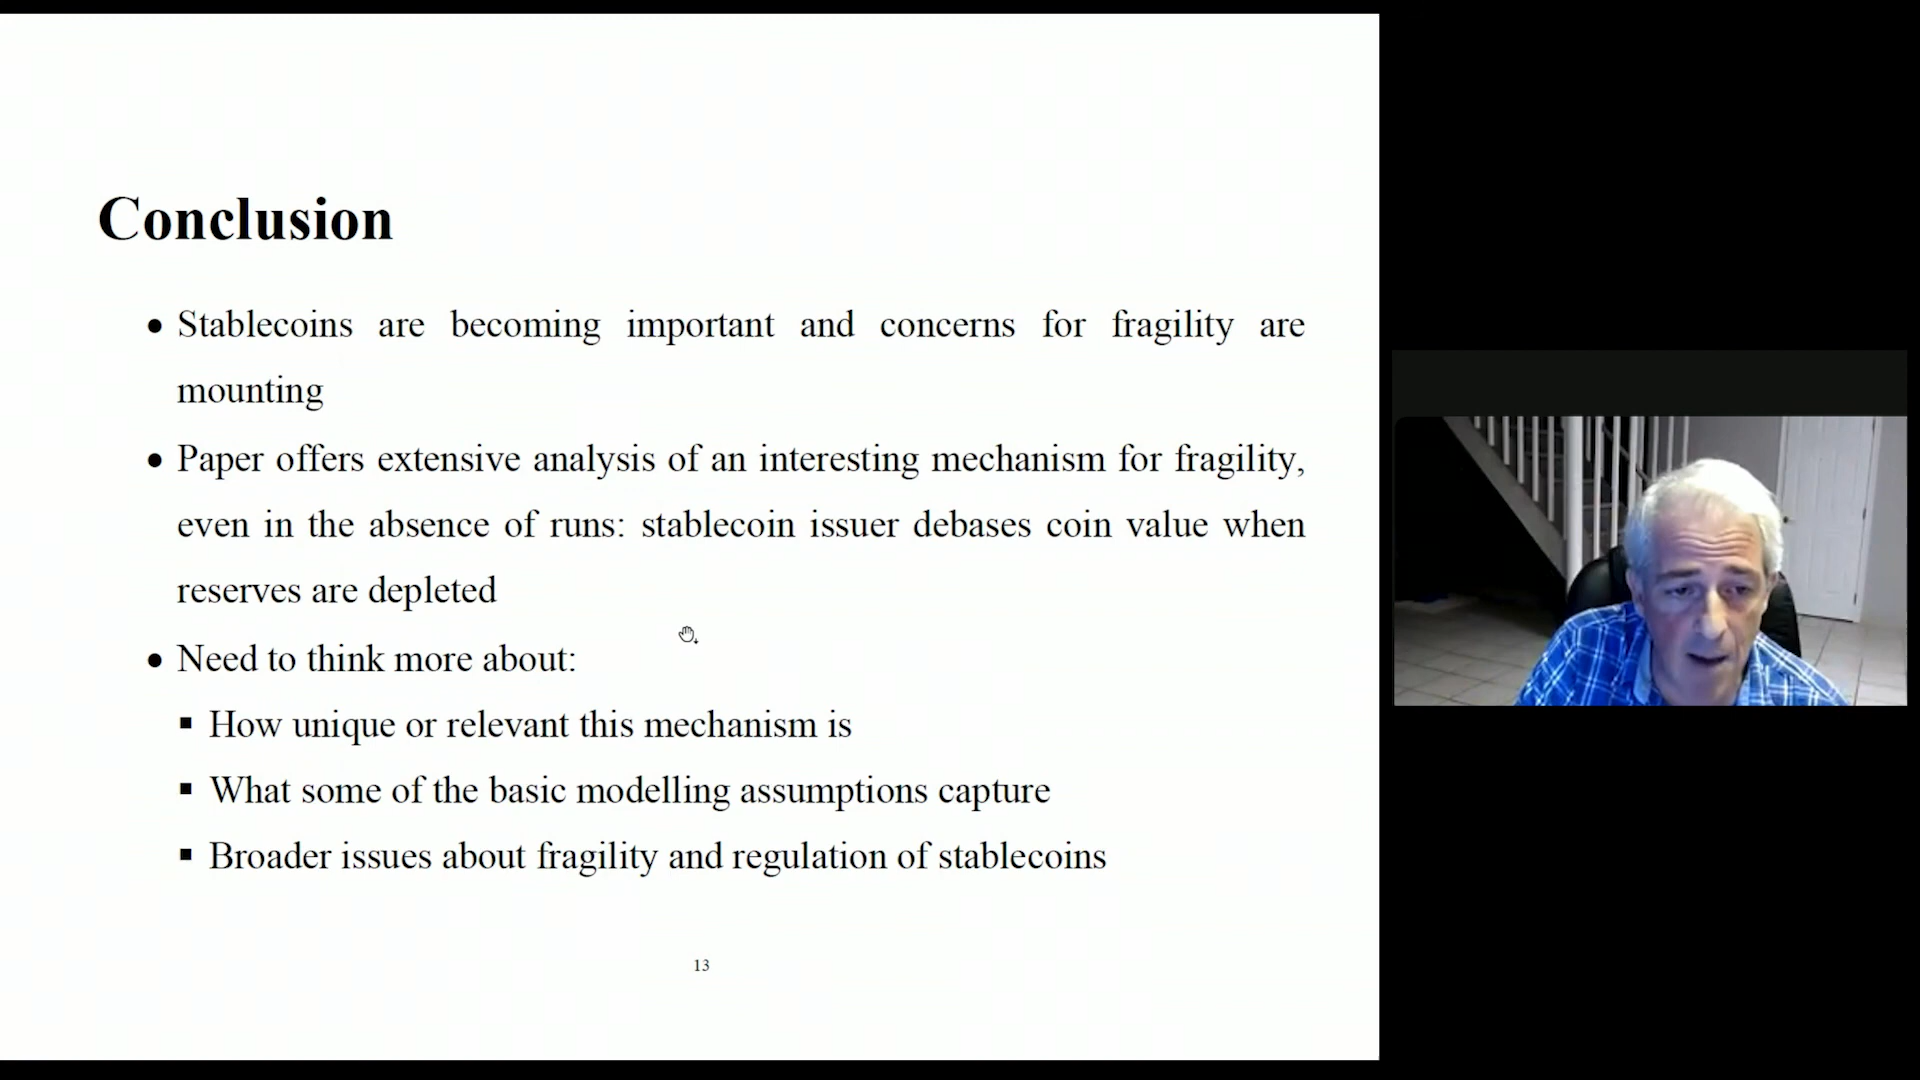 Conclusion
● Stablecoins are becoming important and concerns for fragility are
mounting
● Paper offers extensive analysis of an interesting mechanism for fragility,
even in the absence of runs: stablecoin issuer debases coin value when
reserves are depleted
● Need to think more about:
▪ How unique or relevant this mechanism is
▪ What some of the basic modelling assumptions capture
▪ Broader issues about fragility and regulation of stablecoins
13